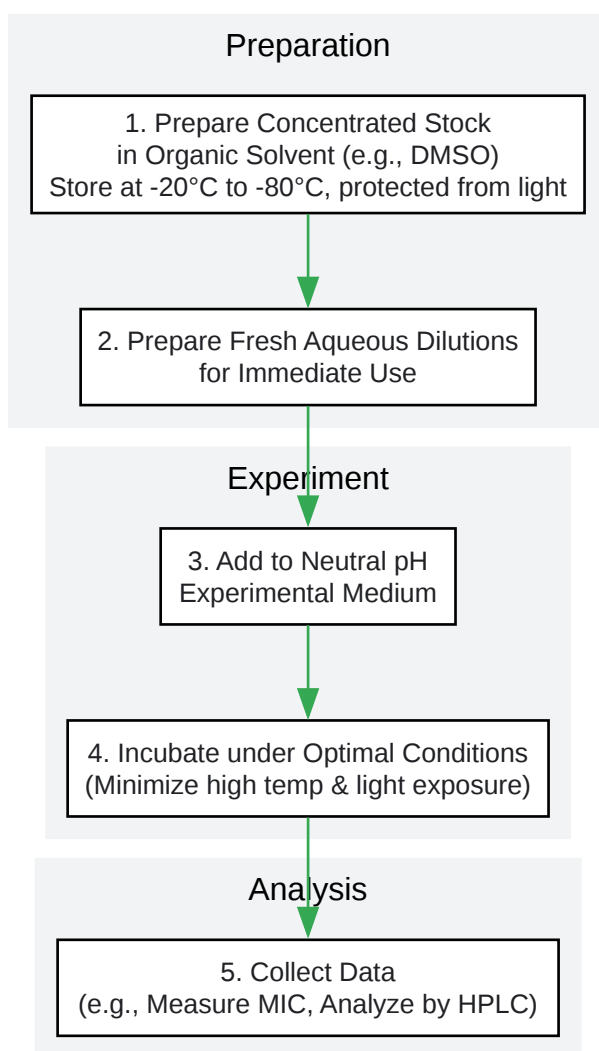 Preparation
1. Prepare Concentrated Stock
in Organic Solvent (e.g., DMSO)
Store at -20°C to -80°C, protected from light
2. Prepare Fresh Aqueous Dilutions
for Immediate Use
Experiment
3. Add to Neutral pH
Experimental Medium
4. Incubate under Optimal Conditions
(Minimize high temp & light exposure)
Analysis
5. Collect Data
(e.g., Measure MIC, Analyze by HPLC)